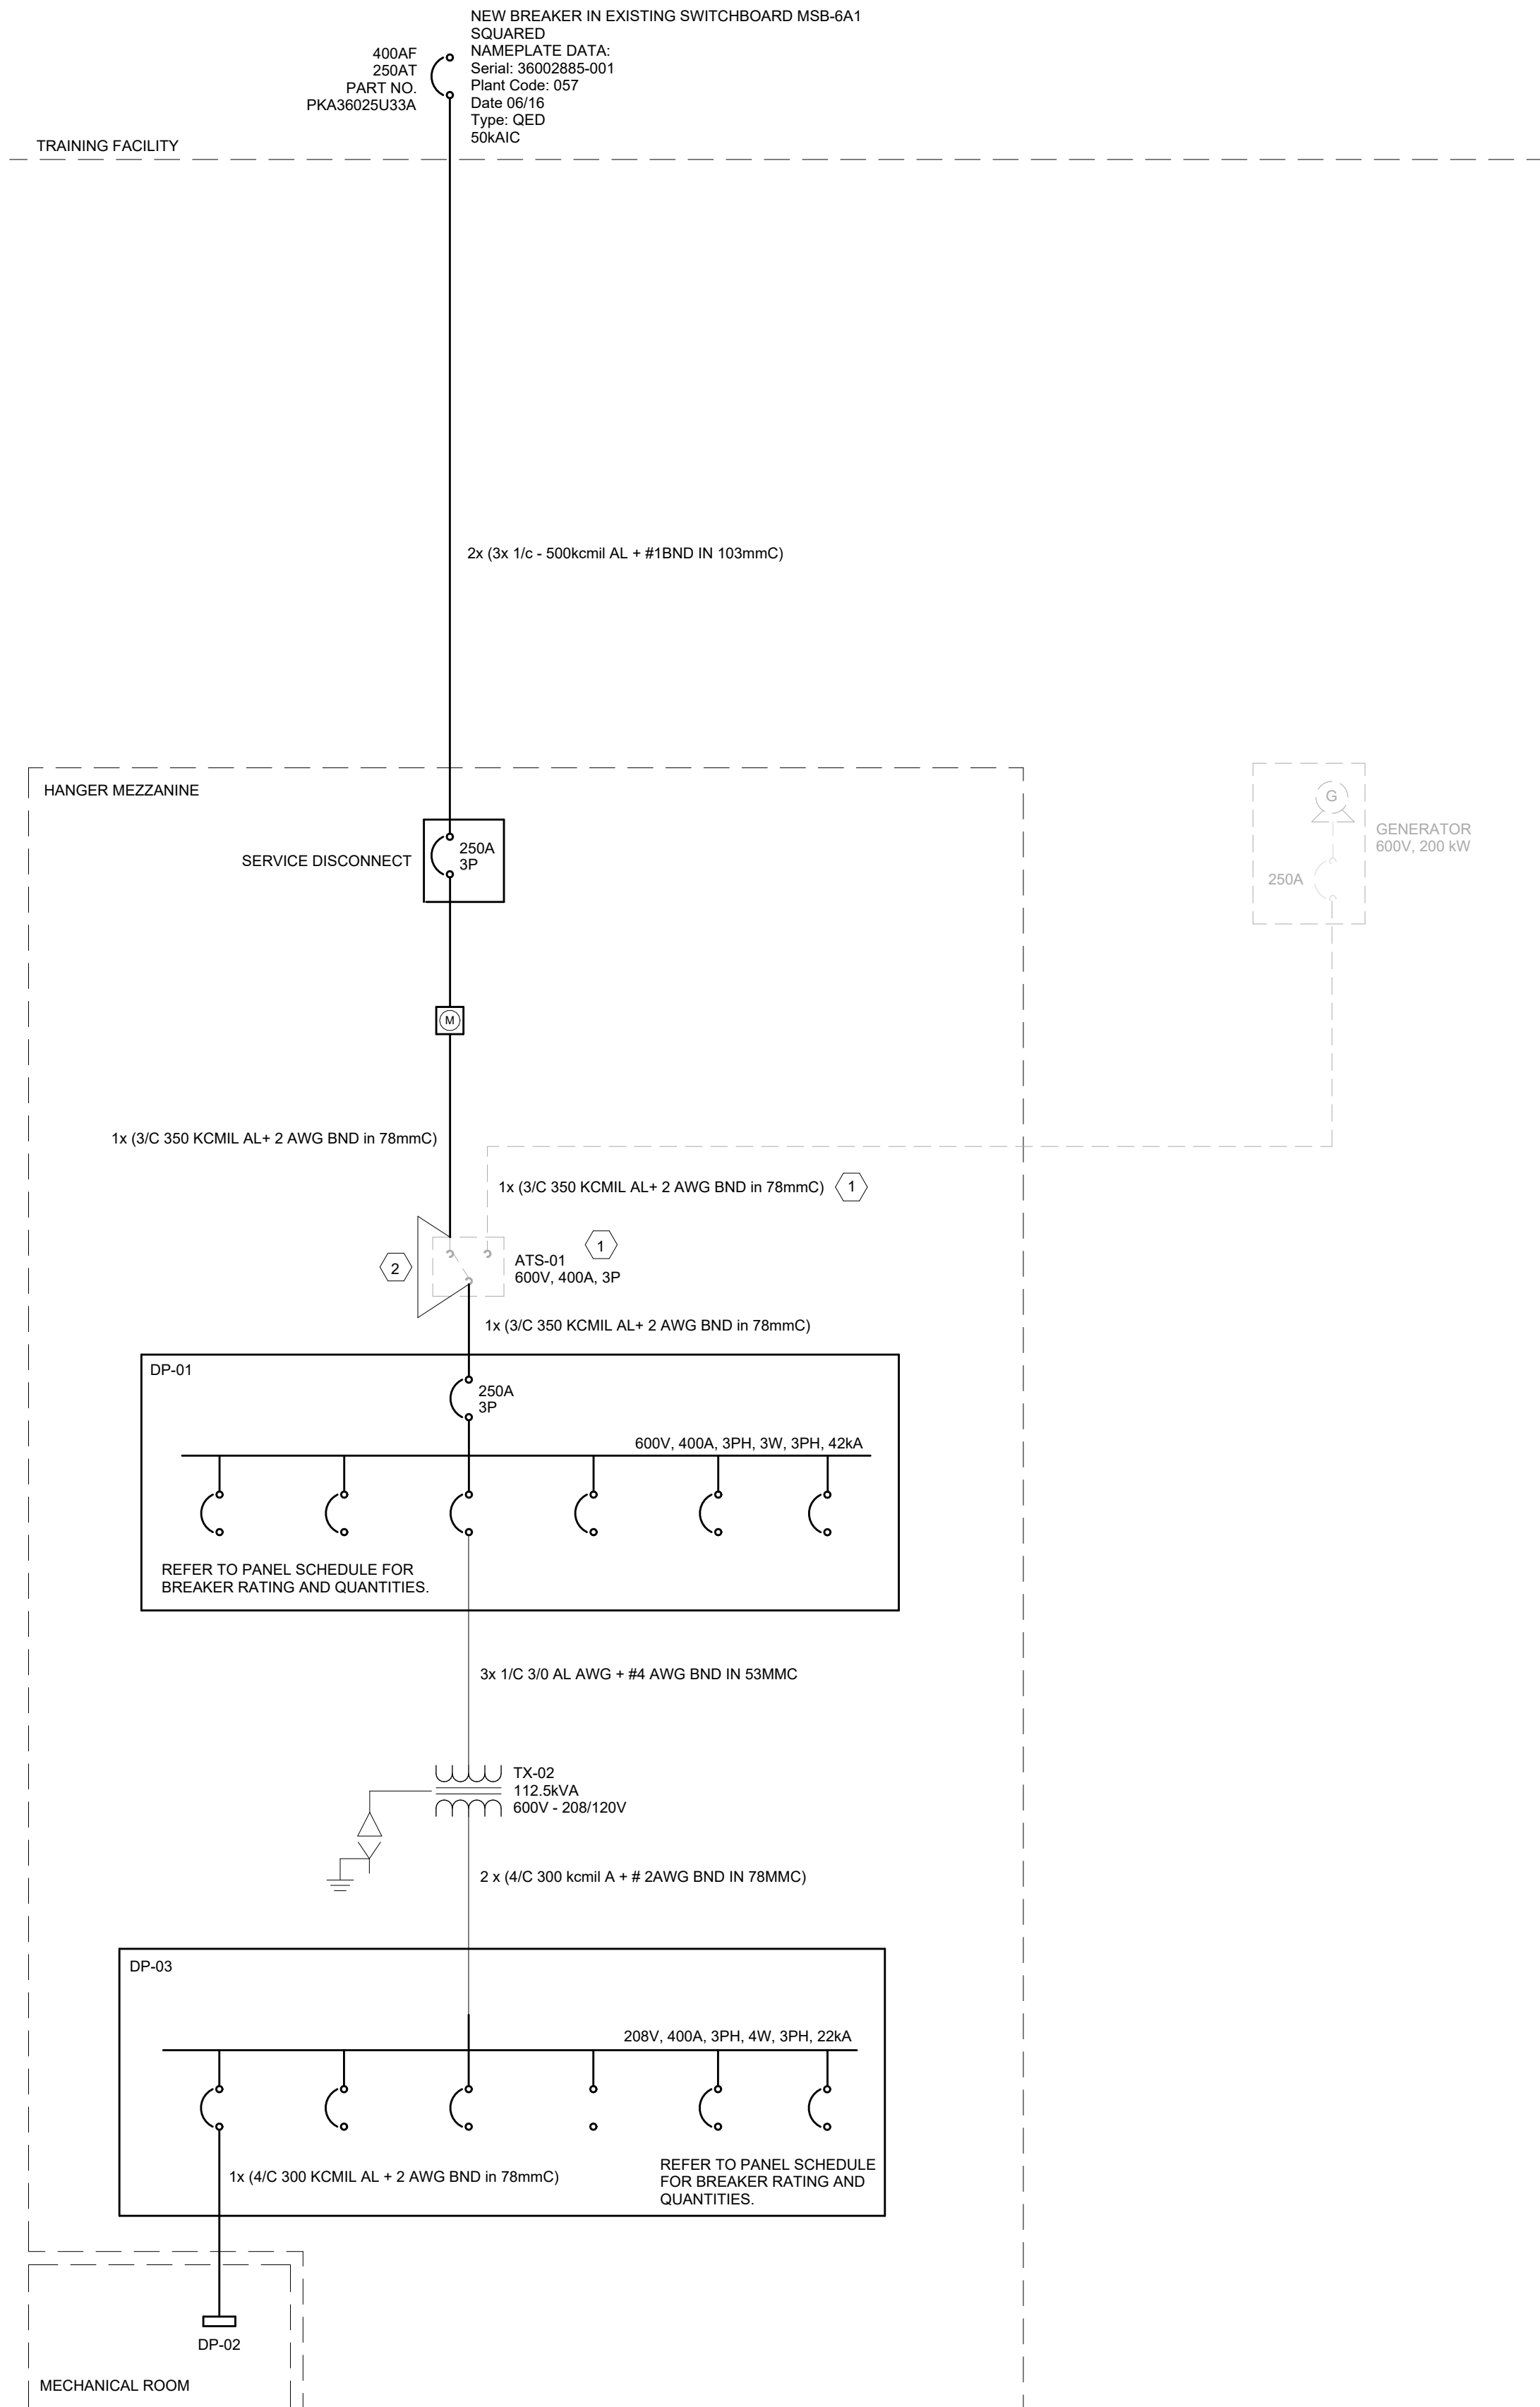 NEW BREAKER IN EXISTING SWITCHBOARD MSB-6A1
SQUARED
NAMEPLATE DATA:
Serial: 36002885-001
Plant Code: 057
Date 06/16
Type: QED
50kAIC
400AF
250AT
PART NO.
PKA36025U33A
TRAINING FACILITY
2x (3x 1/c - 500kcmil AL + #1BND IN 103mmC)
HANGER MEZZANINE
SERVICE DISCONNECT
250A
3P
G
GENERATOR
600V, 200 kW
250A
M
1x (3/C 350 KCMIL AL+ 2 AWG BND in 78mmC)
1x (3/C 350 KCMIL AL+ 2 AWG BND in 78mmC)
1
2
ATS-01
600V, 400A, 3P
1
1x (3/C 350 KCMIL AL+ 2 AWG BND in 78mmC)
DP-01
250A
3P
600V, 400A, 3PH, 3W, 3PH, 42kA
REFER TO PANEL SCHEDULE FOR
BREAKER RATING AND QUANTITIES.
3x 1/C 3/0 AL AWG + #4 AWG BND IN 53MMC
TX-02
112.5kVA
600V - 208/120V
2 x (4/C 300 kcmil A + # 2AWG BND IN 78MMC)
DP-03
208V, 400A, 3PH, 4W, 3PH, 22kA
1x (4/C 300 KCMIL AL + 2 AWG BND in 78mmC)
REFER TO PANEL SCHEDULE
FOR BREAKER RATING AND
QUANTITIES.
DP-02
MECHANICAL ROOM